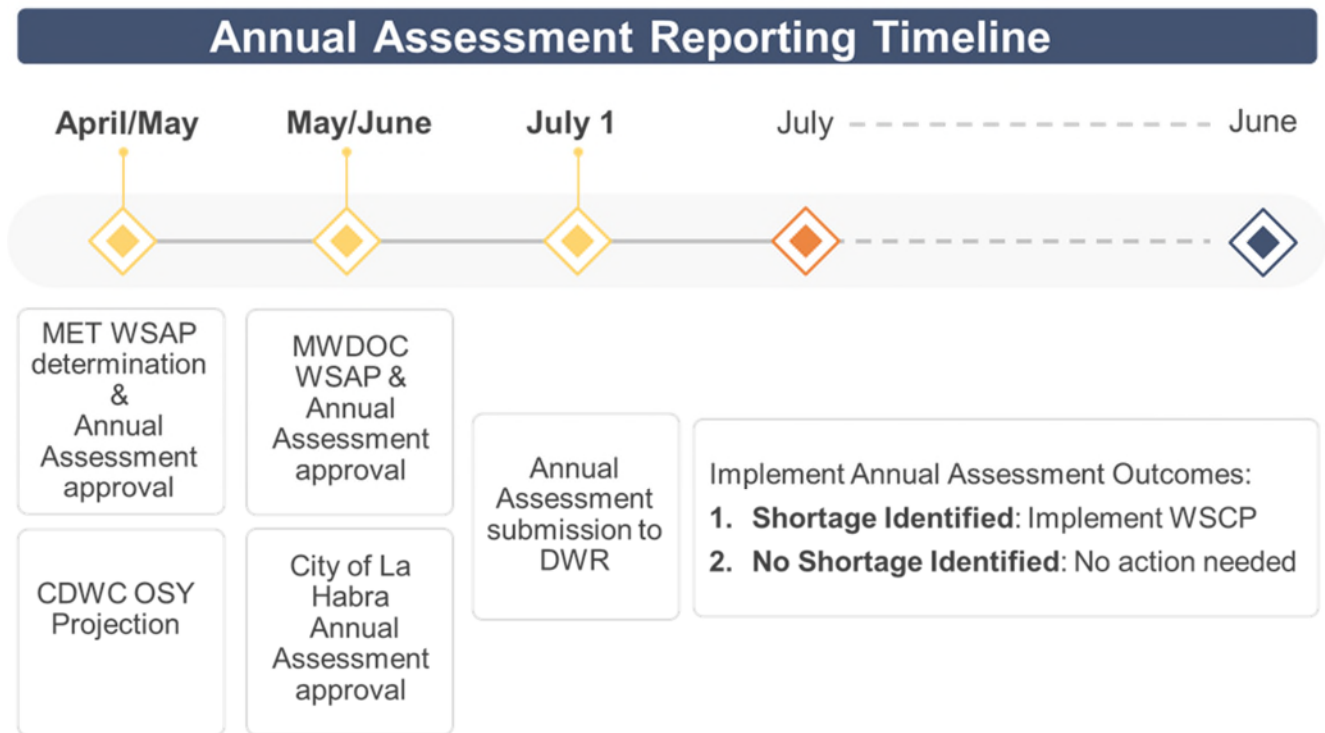 Annual Assessment Reporting Timeline
April/May
May/June
July 1
July
June
MET WSAP
determination
&
Annual
Assessment
approval
CDWC OSY
Projection
MWDOC
WSAP &
Annual
Assessment
approval
City of La
Habra
Annual
Assessment
approval
Annual
Assessment
submission to
DWR
Implement Annual Assessment Outcomes:
1. Shortage Identified: Implement WSCP
2. No Shortage Identified: No action needed